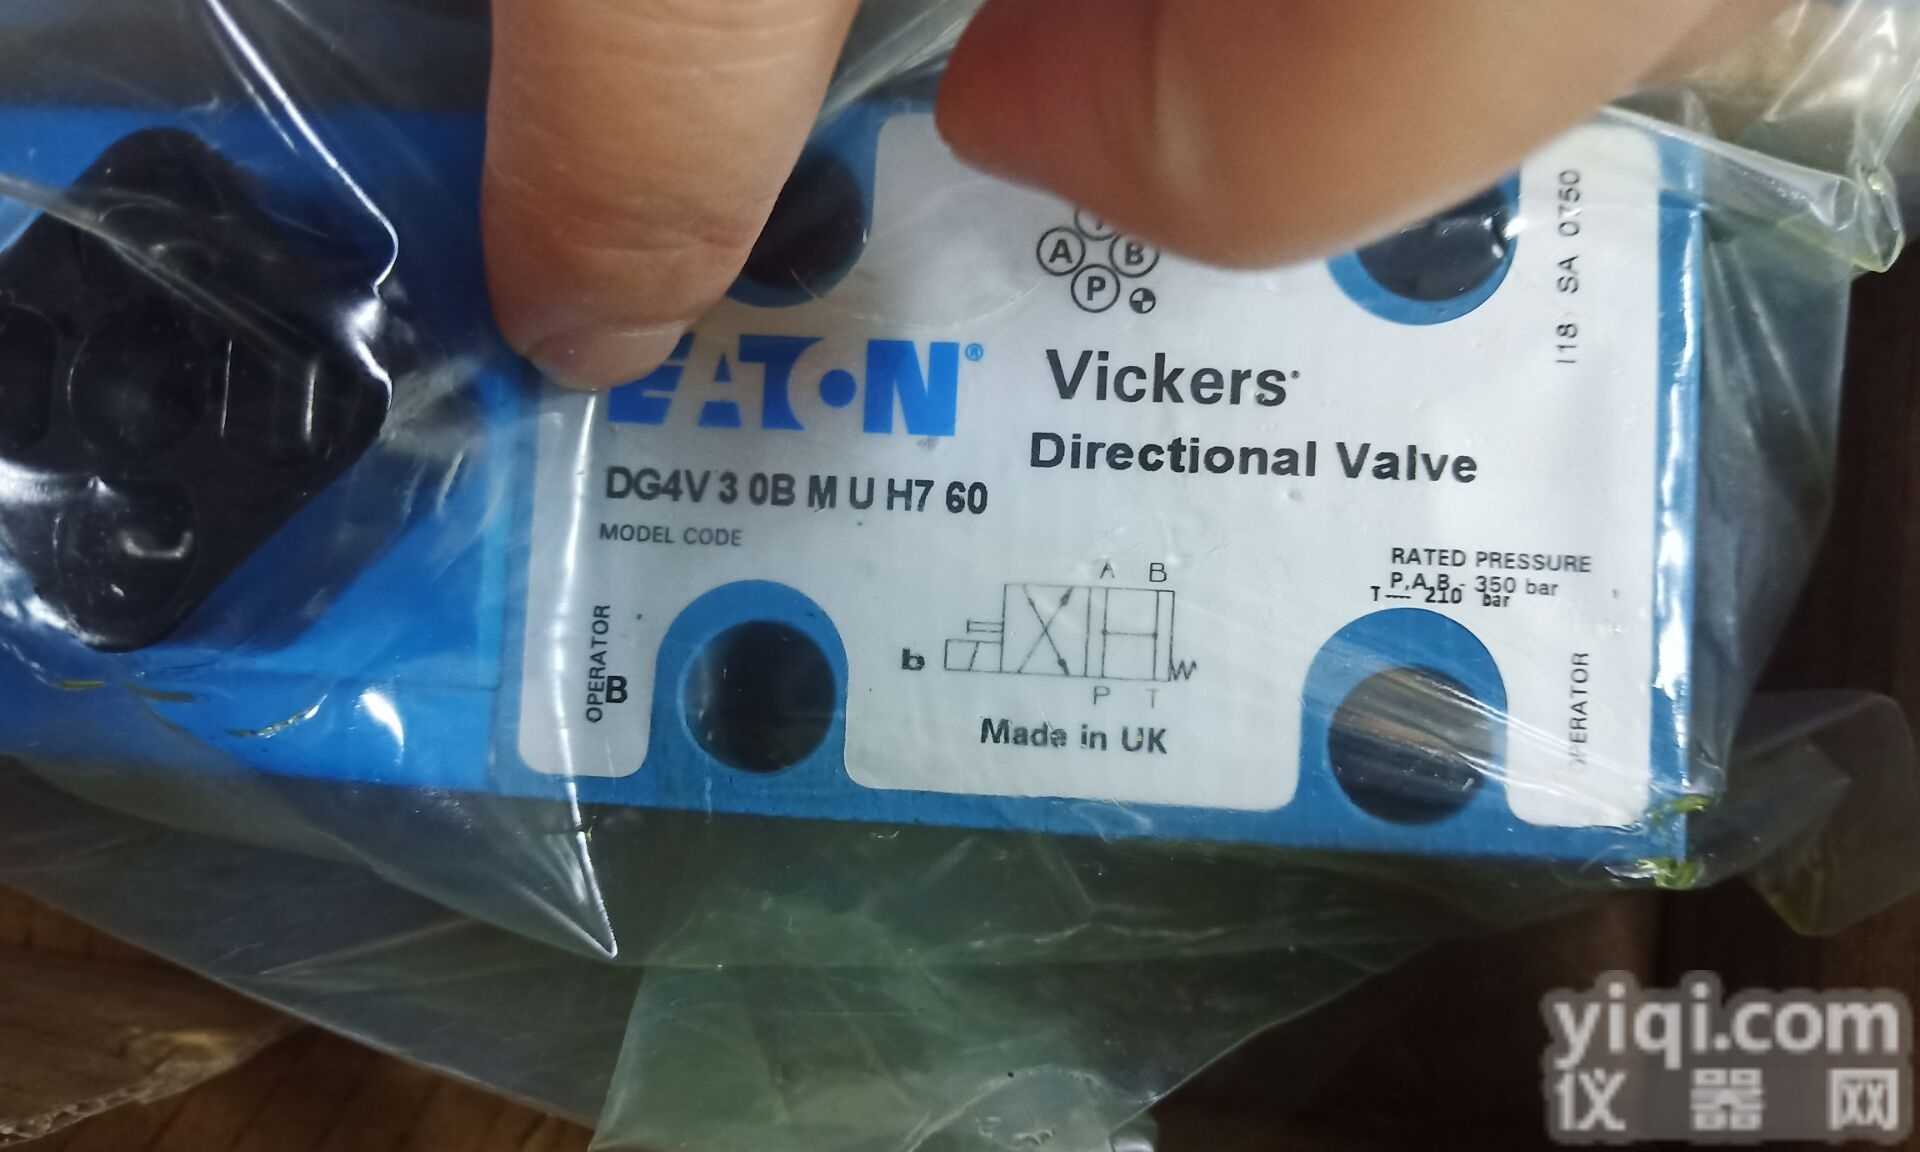 A B
P
EATON®
Vickers®
Directional Valve
DG4V 3 0B M U H7 60
MODEL CODE
I18 SA 0750
RATED PRESSURE
P,A,B,- 350 bar
T — 210 bar
A B
b
P T
OPERATOR
B
OPERATOR
Made in UK
yiqi.com
仪器网